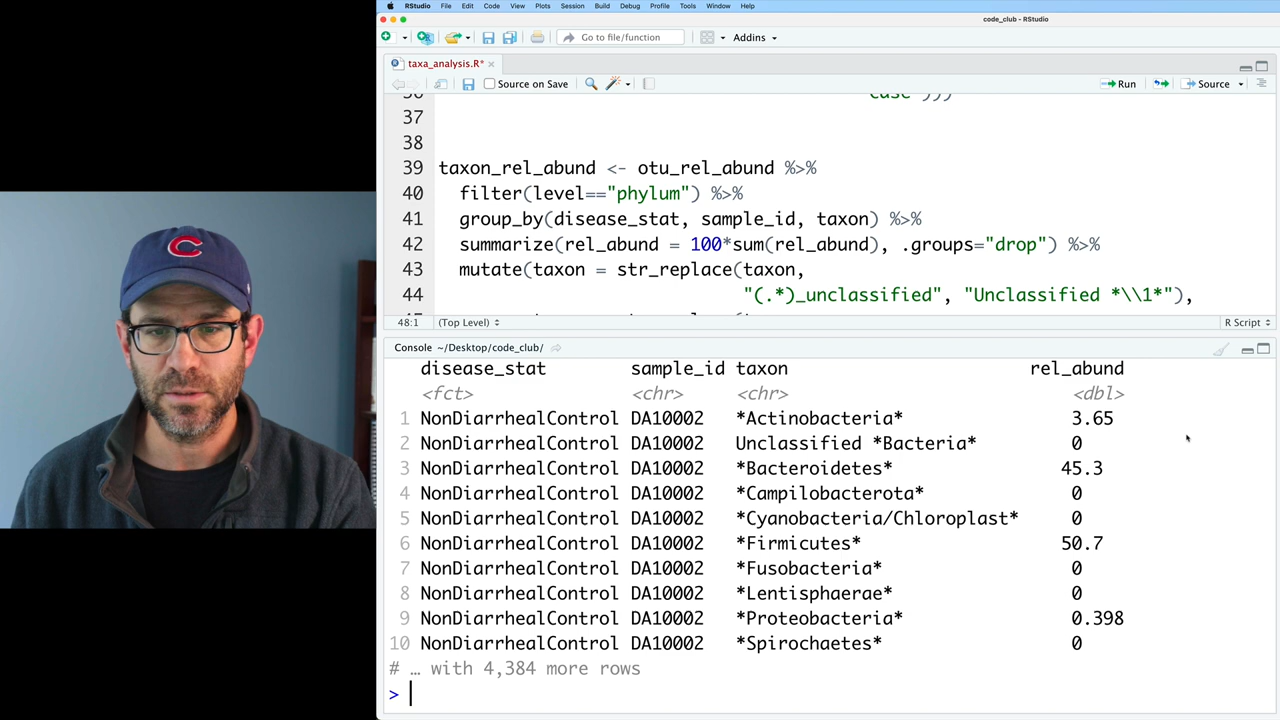 RStudio File Edit Code View Plots Session Build Debug Profile Tools Window Help
code_club - RStudio
Go to file/function Addins
taxa_analysis.R*
Source on Save Run Source
37
38
39 taxon_rel_abund <- otu_rel_abund %>%
40 filter(level=="phylum") %>%
41 group_by(disease_stat, sample_id, taxon) %>%
42 summarize(rel_abund = 100*sum(rel_abund), .groups="drop") %>%
43 mutate(taxon = str_replace(taxon,
44 "(.*)_unclassified", "Unclassified *\\1*"),
48:1 (Top Level) R Script
Console ~/Desktop/code_club/
disease_stat sample_id taxon rel_abund
<fct> <chr> <chr> <dbl>
1 NonDiarrhealControl DA10002 *Actinobacteria* 3.65
2 NonDiarrhealControl DA10002 Unclassified *Bacteria* 0
3 NonDiarrhealControl DA10002 *Bacteroidetes* 45.3
4 NonDiarrhealControl DA10002 *Campilobacterota* 0
5 NonDiarrhealControl DA10002 *Cyanobacteria/Chloroplast* 0
6 NonDiarrhealControl DA10002 *Firmicutes* 50.7
7 NonDiarrhealControl DA10002 *Fusobacteria* 0
8 NonDiarrhealControl DA10002 *Lentisphaerae* 0
9 NonDiarrhealControl DA10002 *Proteobacteria* 0.398
10 NonDiarrhealControl DA10002 *Spirochaetes* 0
# … with 4,384 more rows
>